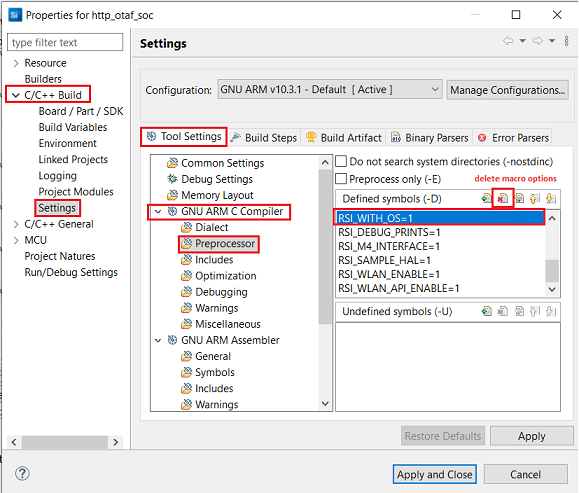 Si Properties for http_otaf_soc
type filter text
Resource
Builders
C/C++ Build
Board / Part / SDK
Build Variables
Environment
Linked Projects
Logging
Project Modules
Settings
C/C++ General
MCU
Project Natures
Run/Debug Settings
Settings
Configuration: GNU ARM v10.3.1 - Default [ Active ] Manage Configurations...
Tool Settings Build Steps Build Artifact Binary Parsers Error Parsers
Common Settings
Debug Settings
Memory Layout
GNU ARM C Compiler
Dialect
Preprocessor
Includes
Optimization
Debugging
Warnings
Miscellaneous
GNU ARM Assembler
General
Symbols
Includes
Warnings
Do not search system directories (-nostdinc)
Preprocess only (-E) delete macro options
Defined symbols (-D)
RSI_WITH_OS=1
RSI_DEBUG_PRINTS=1
RSI_M4_INTERFACE=1
RSI_SAMPLE_HAL=1
RSI_WLAN_ENABLE=1
RSI_WLAN_API_ENABLE=1
Undefined symbols (-U)
Restore Defaults Apply
Apply and Close Cancel